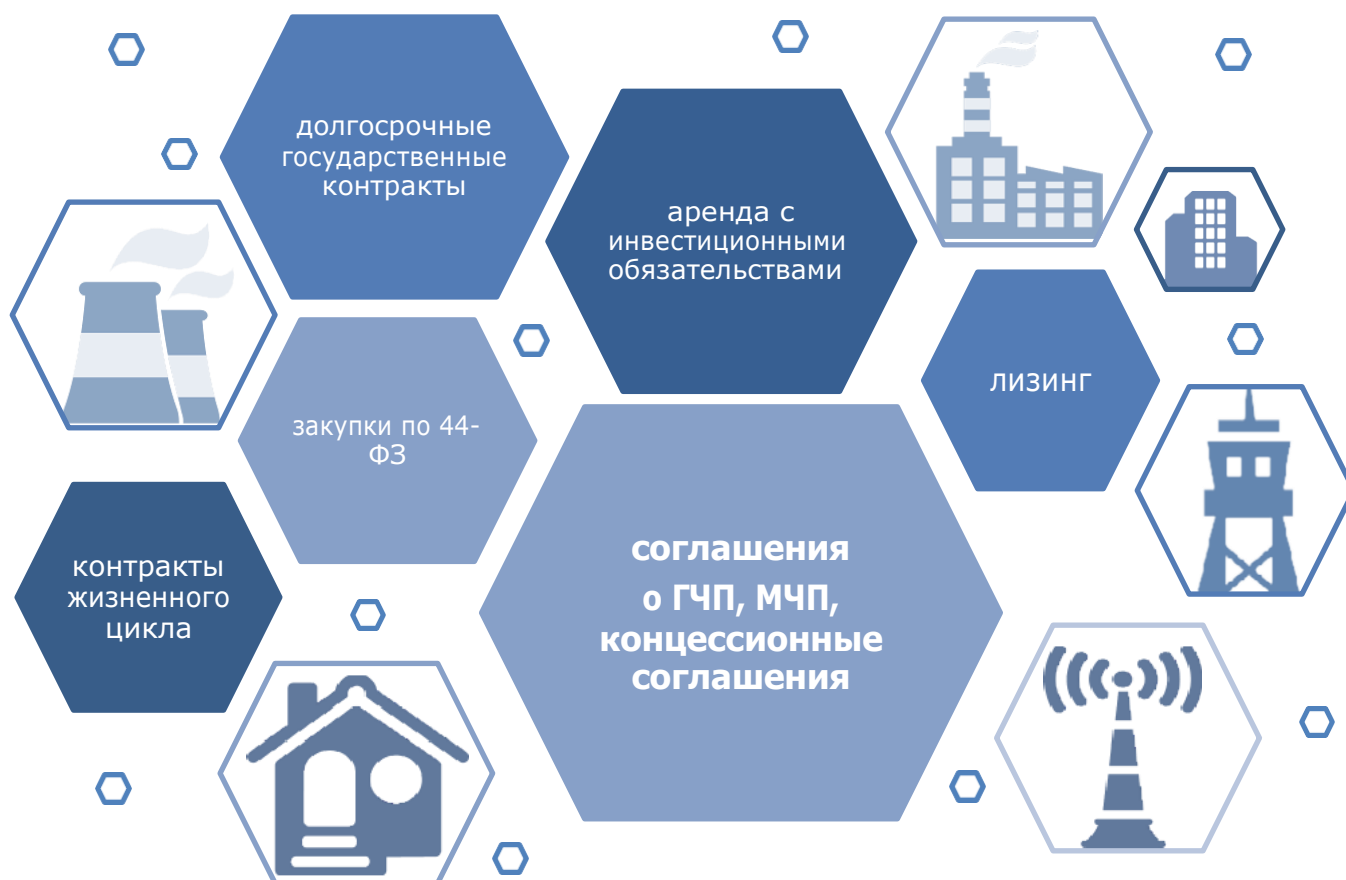 долгосрочные
государственные
контракты
аренда с
инвестиционными
обязательствами
лизинг
закупки по 44-
ФЗ
контракты
жизненного
цикла
соглашения
о ГЧП, МЧП,
концессионные
соглашения